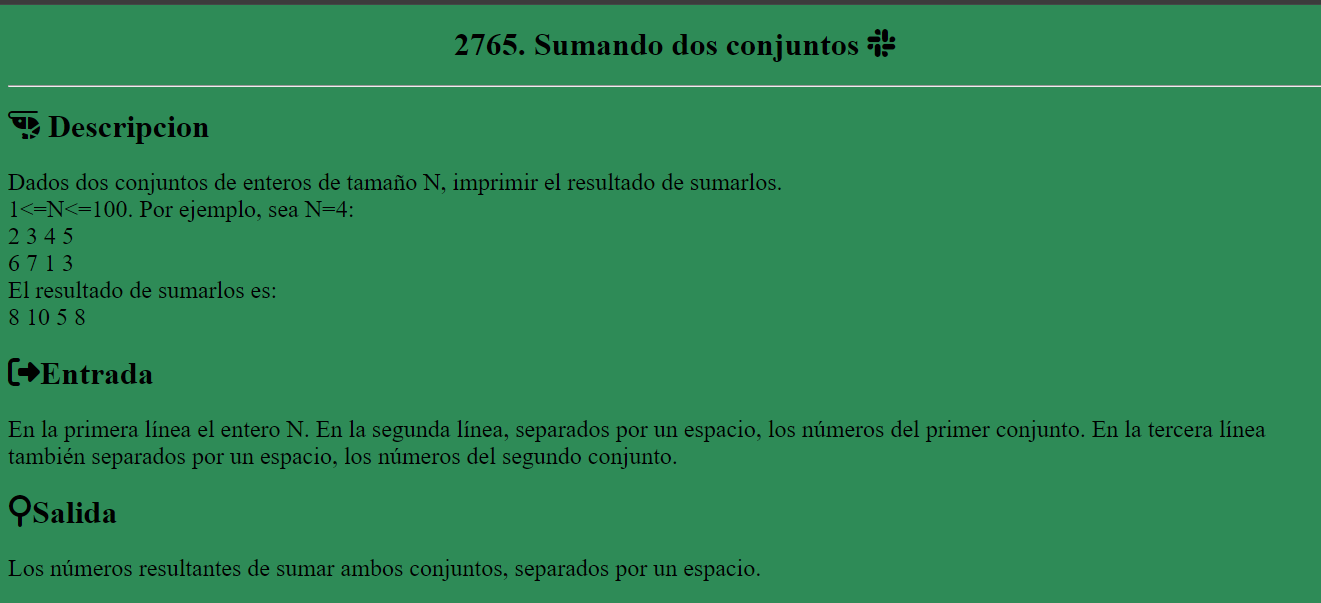 2765. Sumando dos conjuntos
Descripcion
Dados dos conjuntos de enteros de tamaño N, imprimir el resultado de sumarlos.
1<=N<=100. Por ejemplo, sea N=4:
2 3 4 5
6 7 1 3
El resultado de sumarlos es:
8 10 5 8
Entrada
En la primera línea el entero N. En la segunda línea, separados por un espacio, los números del primer conjunto. En la tercera línea
también separados por un espacio, los números del segundo conjunto.
Salida
Los números resultantes de sumar ambos conjuntos, separados por un espacio.